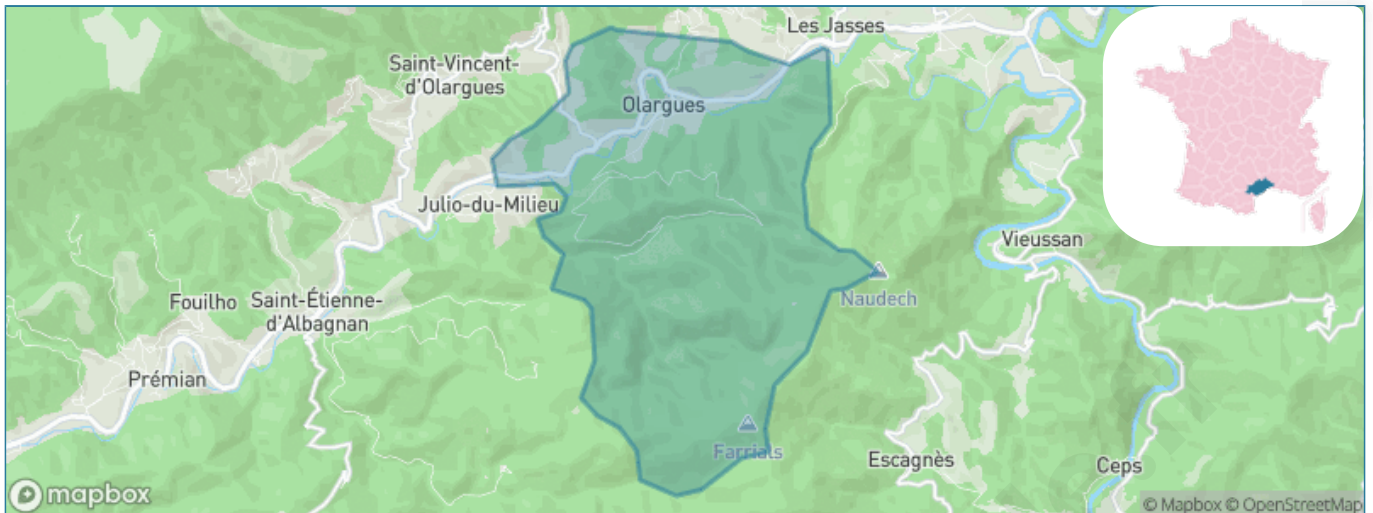 Les Jasses
Saint-Vincent-
d'Olargues
Olargues
Julio-du-Milieu
Vieussan
Naudech
Fouilho
Saint-Étienne-
d'Albagnan
Prémian
Farrials
Escagnès
Ceps
mapbox
© Mapbox © OpenStreetMap